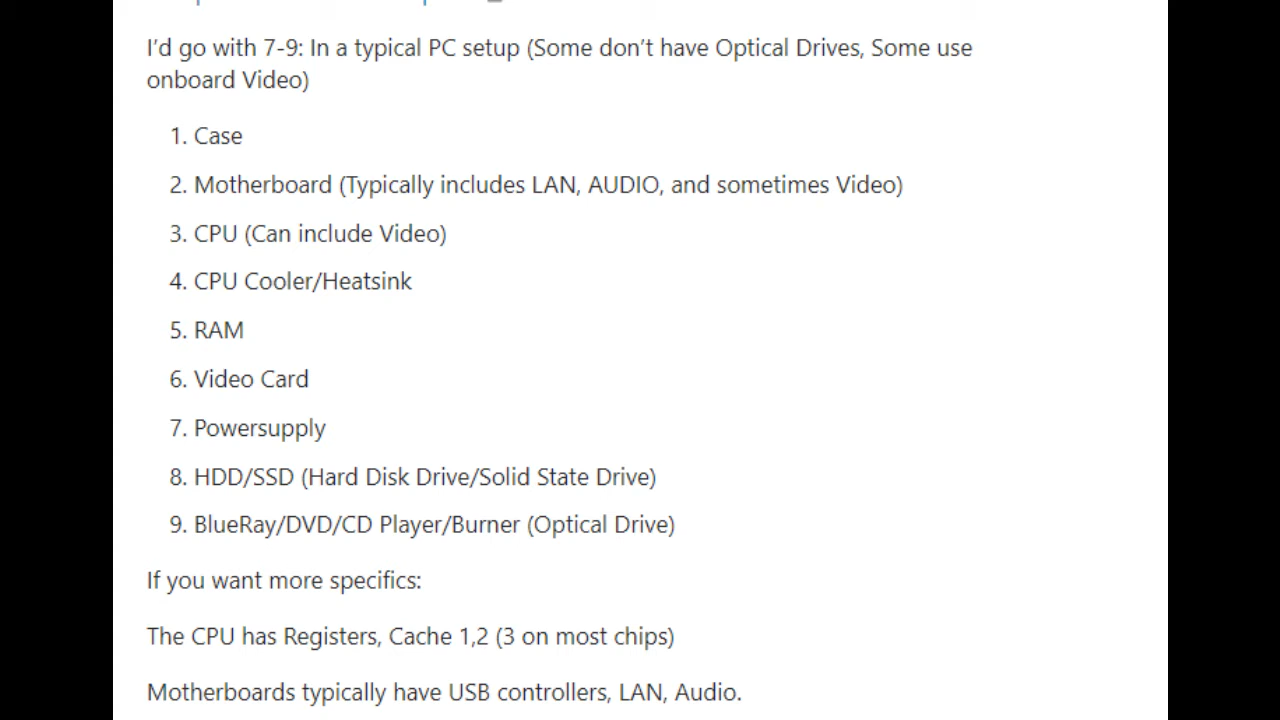 I’d go with 7-9: In a typical PC setup (Some don’t have Optical Drives, Some use
onboard Video)
1. Case
2. Motherboard (Typically includes LAN, AUDIO, and sometimes Video)
3. CPU (Can include Video)
4. CPU Cooler/Heatsink
5. RAM
6. Video Card
7. Powersupply
8. HDD/SSD (Hard Disk Drive/Solid State Drive)
9. BlueRay/DVD/CD Player/Burner (Optical Drive)
If you want more specifics:
The CPU has Registers, Cache 1,2 (3 on most chips)
Motherboards typically have USB controllers, LAN, Audio.